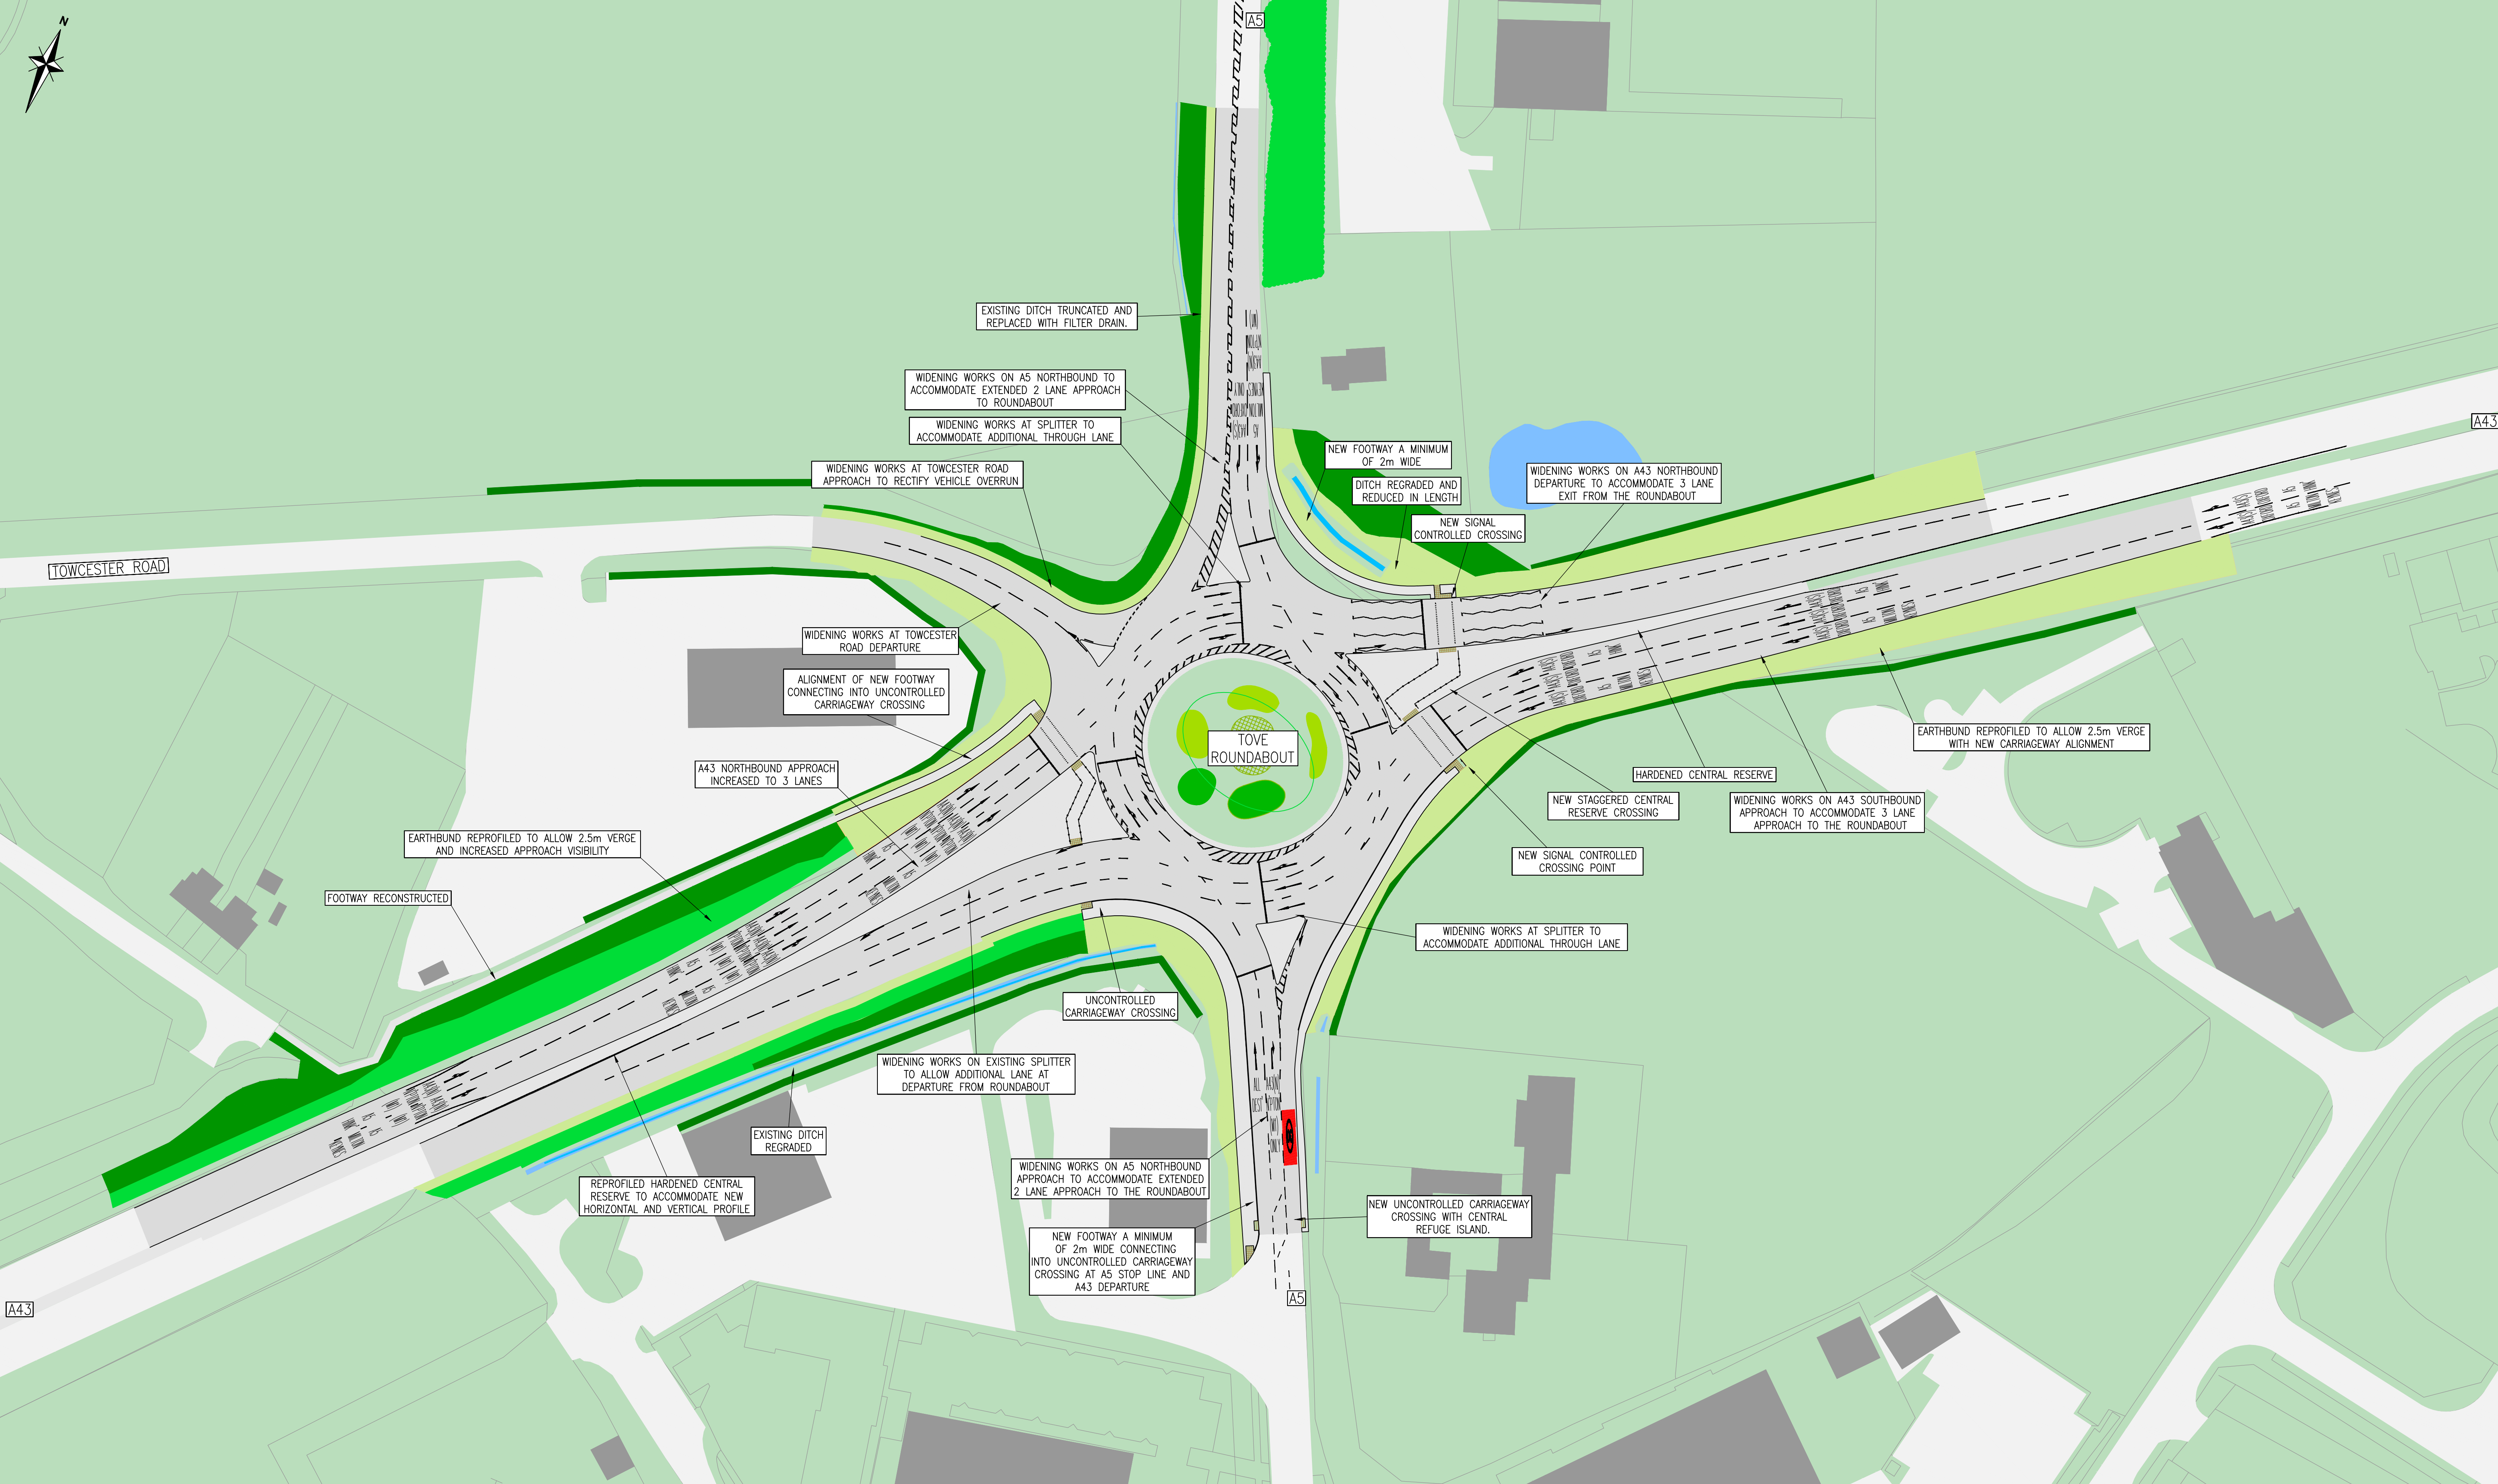 N
A5
EXISTING DITCH TRUNCATED AND
REPLACED WITH FILTER DRAIN.
WIDENING WORKS ON A5 NORTHBOUND TO
ACCOMMODATE EXTENDED 2 LANE APPROACH
TO ROUNDABOUT
WIDENING WORKS AT SPLITTER TO
ACCOMMODATE ADDITIONAL THROUGH LANE
WIDENING WORKS AT TOWCESTER ROAD
APPROACH TO RECTIFY VEHICLE OVERRUN
NEW FOOTWAY A MINIMUM
OF 2m WIDE
DITCH REGRADED AND
REDUCED IN LENGTH
NEW SIGNAL
CONTROLLED CROSSING
WIDENING WORKS ON A43 NORTHBOUND
DEPARTURE TO ACCOMMODATE 3 LANE
EXIT FROM THE ROUNDABOUT
A43
TOWCESTER ROAD
WIDENING WORKS AT TOWCESTER
ROAD DEPARTURE
ALIGNMENT OF NEW FOOTWAY
CONNECTING INTO UNCONTROLLED
CARRIAGEWAY CROSSING
A43 NORTHBOUND APPROACH
INCREASED TO 3 LANES
EARTHBUND REPROFILED TO ALLOW 2.5m VERGE
AND INCREASED APPROACH VISIBILITY
FOOTWAY RECONSTRUCTED
TOVE
ROUNDABOUT
EARTHBUND REPROFILED TO ALLOW 2.5m VERGE
WITH NEW CARRIAGEWAY ALIGNMENT
HARDENED CENTRAL RESERVE
NEW STAGGERED CENTRAL
RESERVE CROSSING
WIDENING WORKS ON A43 SOUTHBOUND
APPROACH TO ACCOMMODATE 3 LANE
APPROACH TO THE ROUNDABOUT
NEW SIGNAL CONTROLLED
CROSSING POINT
WIDENING WORKS AT SPLITTER TO
ACCOMMODATE ADDITIONAL THROUGH LANE
UNCONTROLLED
CARRIAGEWAY CROSSING
WIDENING WORKS ON EXISTING SPLITTER
TO ALLOW ADDITIONAL LANE AT
DEPARTURE FROM ROUNDABOUT
EXISTING DITCH
REGRADED
REPROFILED HARDENED CENTRAL
RESERVE TO ACCOMMODATE NEW
HORIZONTAL AND VERTICAL PROFILE
WIDENING WORKS ON A5 NORTHBOUND
APPROACH TO ACCOMMODATE EXTENDED
2 LANE APPROACH TO THE ROUNDABOUT
NEW FOOTWAY A MINIMUM
OF 2m WIDE CONNECTING
INTO UNCONTROLLED CARRIAGEWAY
CROSSING AT A5 STOP LINE AND
A43 DEPARTURE
NEW UNCONTROLLED CARRIAGEWAY
CROSSING WITH CENTRAL
REFUGE ISLAND.
ALL
DEST
A43(N)
N'PTON
(M1)
ONLY
A5
A43